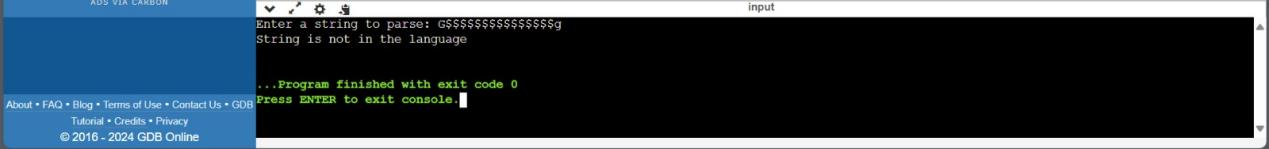 ADS VIA CARBON
input
Enter a string to parse: G$$$$$$$$$$$$$$$$g
String is not in the language
...Program finished with exit code 0
Press ENTER to exit console.
About • FAQ • Blog • Terms of Use • Contact Us • GDB
Tutorial • Credits • Privacy
© 2016 - 2024 GDB Online